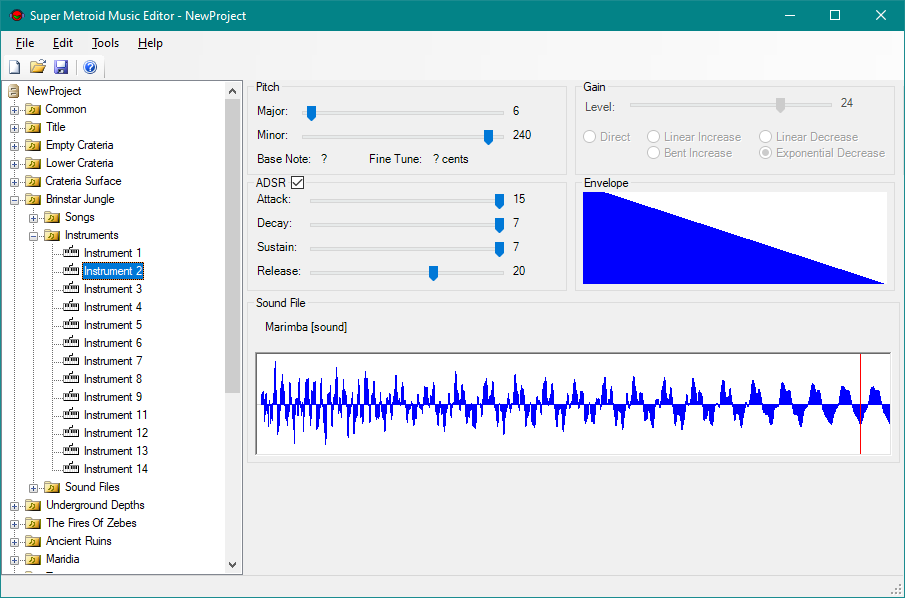 Super Metroid Music Editor - NewProject
File Edit Tools Help
NewProject
Common
Title
Empty Crateria
Lower Crateria
Crateria Surface
Brinstar Jungle
Songs
Instruments
Instrument 1
Instrument 2
Instrument 3
Instrument 4
Instrument 5
Instrument 6
Instrument 7
Instrument 8
Instrument 9
Instrument 11
Instrument 12
Instrument 13
Instrument 14
Sound Files
Underground Depths
The Fires Of Zebes
Ancient Ruins
Maridia
Pitch
Major: 6
Minor: 240
Base Note: ? Fine Tune: ? cents
ADSR
Attack: 15
Decay: 7
Sustain: 7
Release: 20
Gain
Level: 24
Direct Linear Increase Linear Decrease
Bent Increase Exponential Decrease
Envelope
Sound File
Marimba [sound]